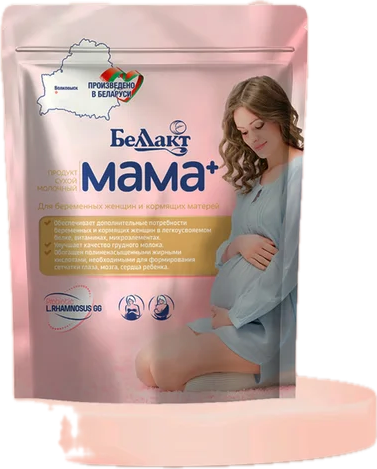 Волковыск
ПРОИЗВЕДЕНО
В БЕЛАРУСИ
Беллакт
ПРОДУКТ
СУХОЙ
МОЛОЧНЫЙ
мама+
Для беременных женщин и кормящих матерей
Обеспечивает дополнительные потребности
беременных и кормящих женщин в легкоусвояемом
белке, витаминах, микроэлементах.
Улучшает качество грудного молока.
Обогащен полиненасыщенными жирными
кислотами, необходимыми для формирования
сетчатки глаза, мозга, сердца ребенка.
L.RHAMNOSUS GG